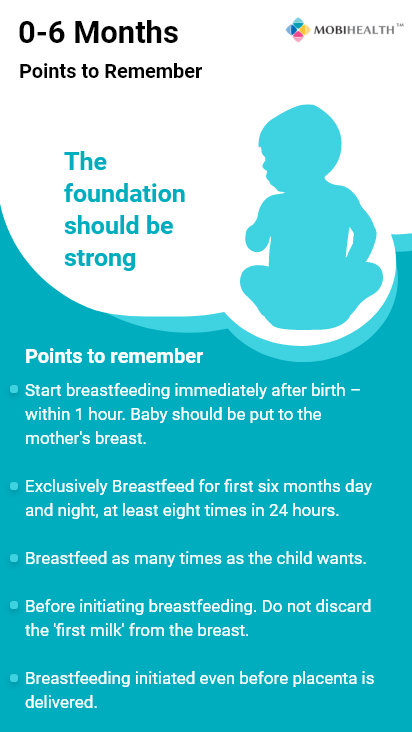 0-6 Months
MOBIHEALTH™
Points to Remember
The
foundation
should be
strong
Points to remember
Start breastfeeding immediately after birth –
within 1 hour. Baby should be put to the
mother's breast.
Exclusively Breastfeed for first six months day
and night, at least eight times in 24 hours.
Breastfeed as many times as the child wants.
Before initiating breastfeeding. Do not discard
the 'first milk' from the breast.
Breastfeeding initiated even before placenta is
delivered.